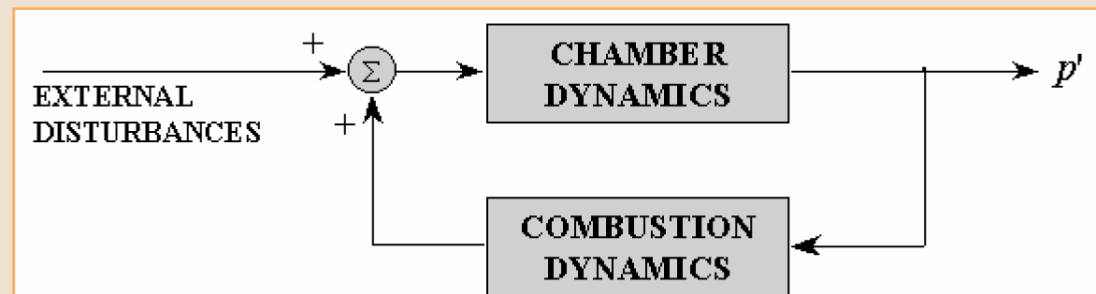 +
Σ
CHAMBER
DYNAMICS
p'
EXTERNAL
DISTURBANCES
+
COMBUSTION
DYNAMICS